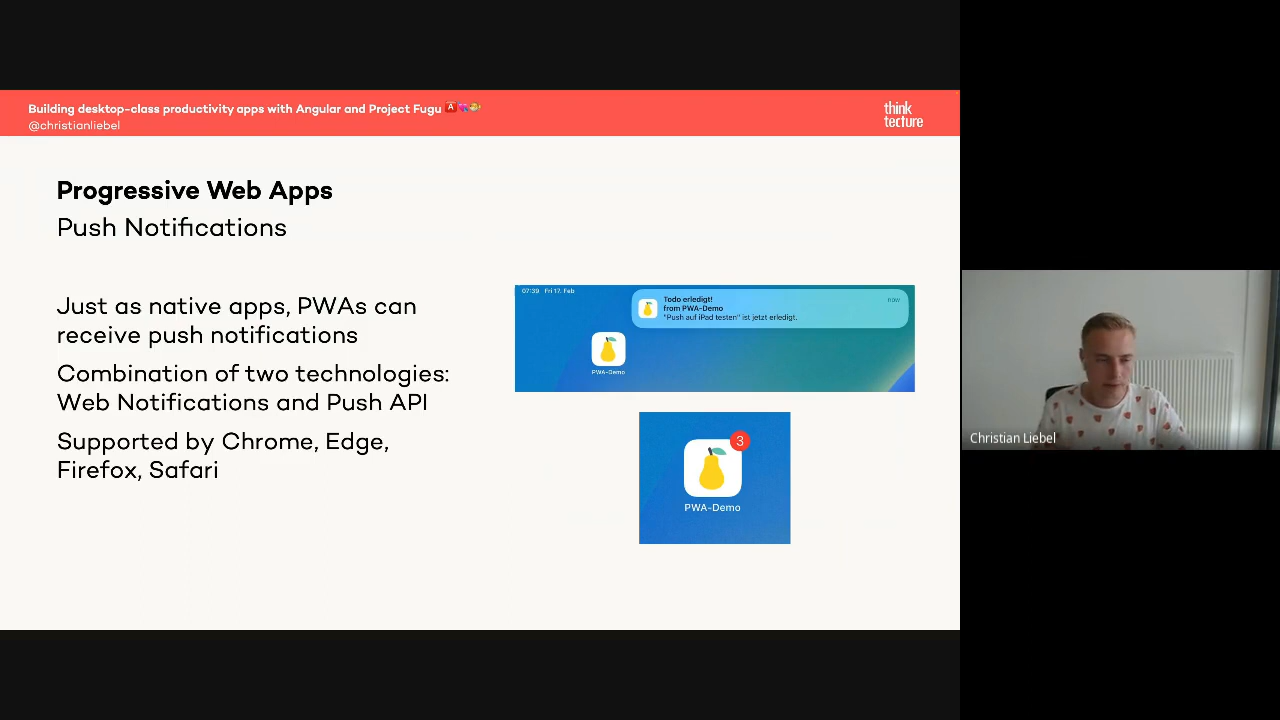 Building desktop-class productivity apps with Angular and Project Fugu 🅰️
@christianliebel
think
tecture
Progressive Web Apps
Push Notifications
Just as native apps, PWAs can
receive push notifications
Combination of two technologies:
Web Notifications and Push API
Supported by Chrome, Edge,
Firefox, Safari
07:39 Fri 17. Feb
Todo erledigt!
now
from PWA-Demo
"Push auf iPad testen" ist jetzt erledigt.
PWA-Demo
3
PWA-Demo
Christian Liebel